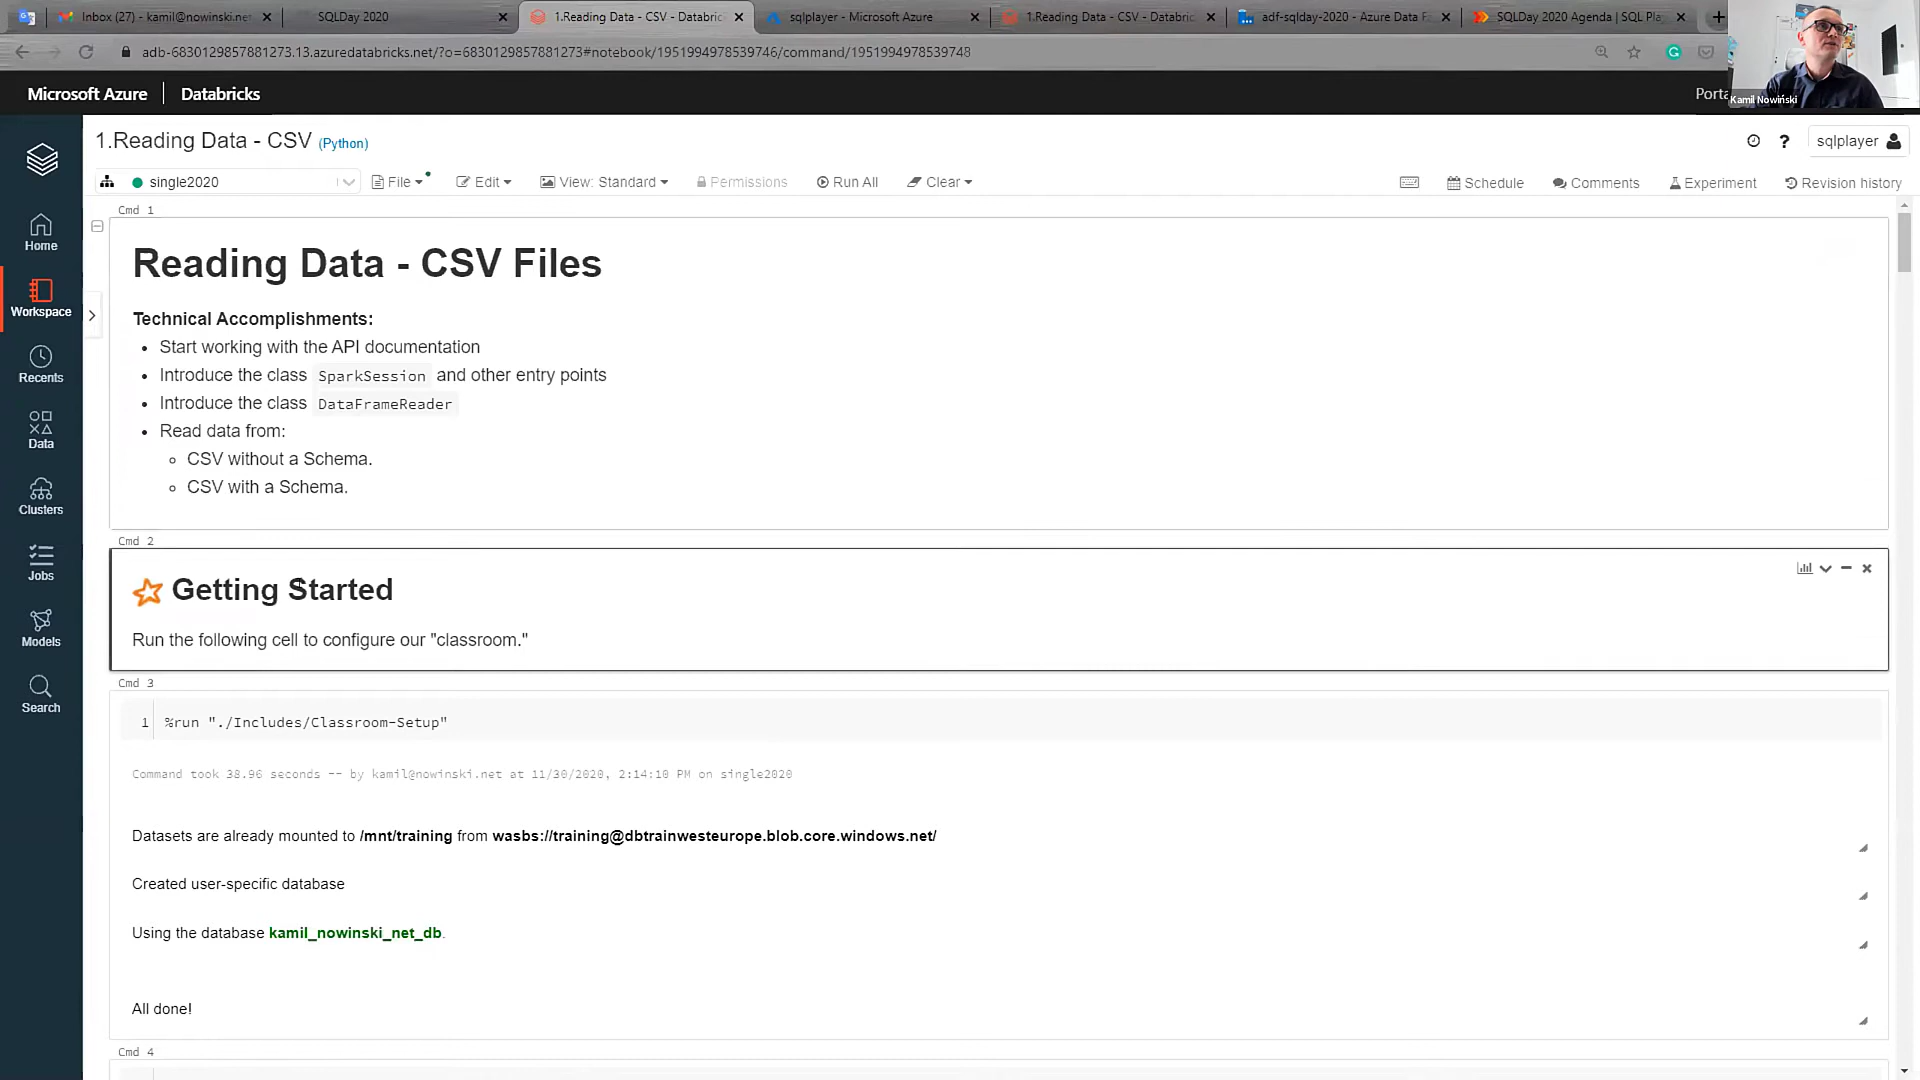 Inbox (27) - kamil@nowinski.net
SQLDay 2020
1.Reading Data - CSV - Databric
sqlplayer - Microsoft Azure
1.Reading Data - CSV - Databric
adf-sqlday-2020 - Azure Data Fa
SQLDay 2020 Agenda | SQL Pla
adb-6830129857881273.13.azuredatabricks.net/?o=6830129857881273#notebook/1951994978539746/command/1951994978539748
Microsoft Azure
Databricks
Porta
Kamil Nowiński
1.Reading Data - CSV (Python)
? sqlplayer
single2020
File
Edit
View: Standard
Permissions
Run All
Clear
Schedule
Comments
Experiment
Revision history
Home
Workspace
Recents
Data
Clusters
Jobs
Models
Search
Cmd 1
Reading Data - CSV Files
Technical Accomplishments:
• Start working with the API documentation
• Introduce the class SparkSession and other entry points
• Introduce the class DataFrameReader
• Read data from:
◦ CSV without a Schema.
◦ CSV with a Schema.
Cmd 2
Getting Started
Run the following cell to configure our "classroom."
Cmd 3
1 %run "./Includes/Classroom-Setup"
Command took 38.96 seconds -- by kamil@nowinski.net at 11/30/2020, 2:14:10 PM on single2020
Datasets are already mounted to /mnt/training from wasbs://training@dbtrainwesteurope.blob.core.windows.net/
Created user-specific database
Using the database kamil_nowinski_net_db.
All done!
Cmd 4